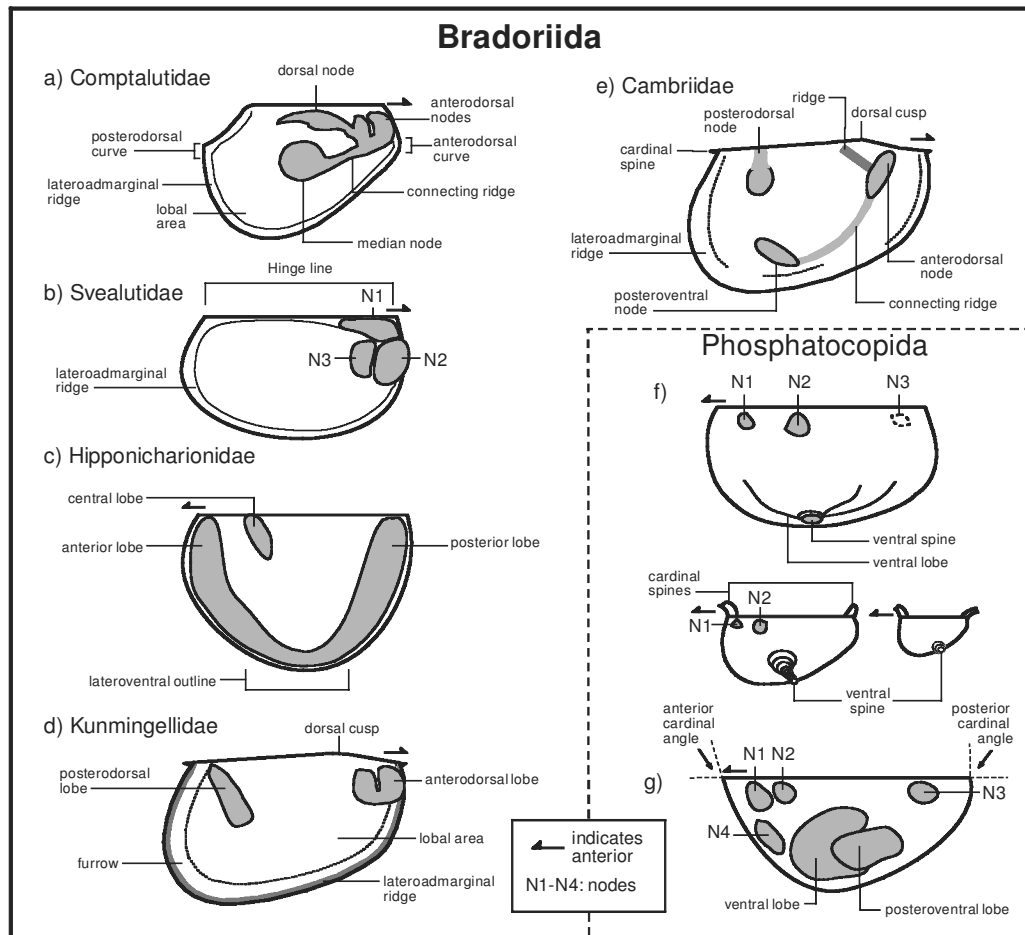 Bradoriida
a) Comptalutidae
dorsal node
anterodorsal
nodes
posterodorsal
curve
anterodorsal
curve
lateroadmarginal
ridge
lobal
area
connecting ridge
median node
b) Svealutidae
Hinge line
N1
N3
N2
lateroadmarginal
ridge
c) Hipponicharionidae
central lobe
anterior lobe
posterior lobe
lateroventral outline
d) Kunmingellidae
dorsal cusp
posterodorsal
lobe
anterodorsal lobe
lobal area
furrow
lateroadmarginal
ridge
e) Cambriidae
ridge
posterodorsal
node
dorsal cusp
cardinal
spine
lateroadmarginal
ridge
anterodorsal
node
posteroventral
node
connecting ridge
Phosphatocopida
f)
N1
N2
N3
ventral spine
ventral lobe
cardinal
spines
N2
N1
ventral
spine
anterior
cardinal
angle
posterior
cardinal
angle
g)
N1
N2
N3
N4
ventral lobe
posteroventral lobe
indicates
anterior
N1-N4: nodes